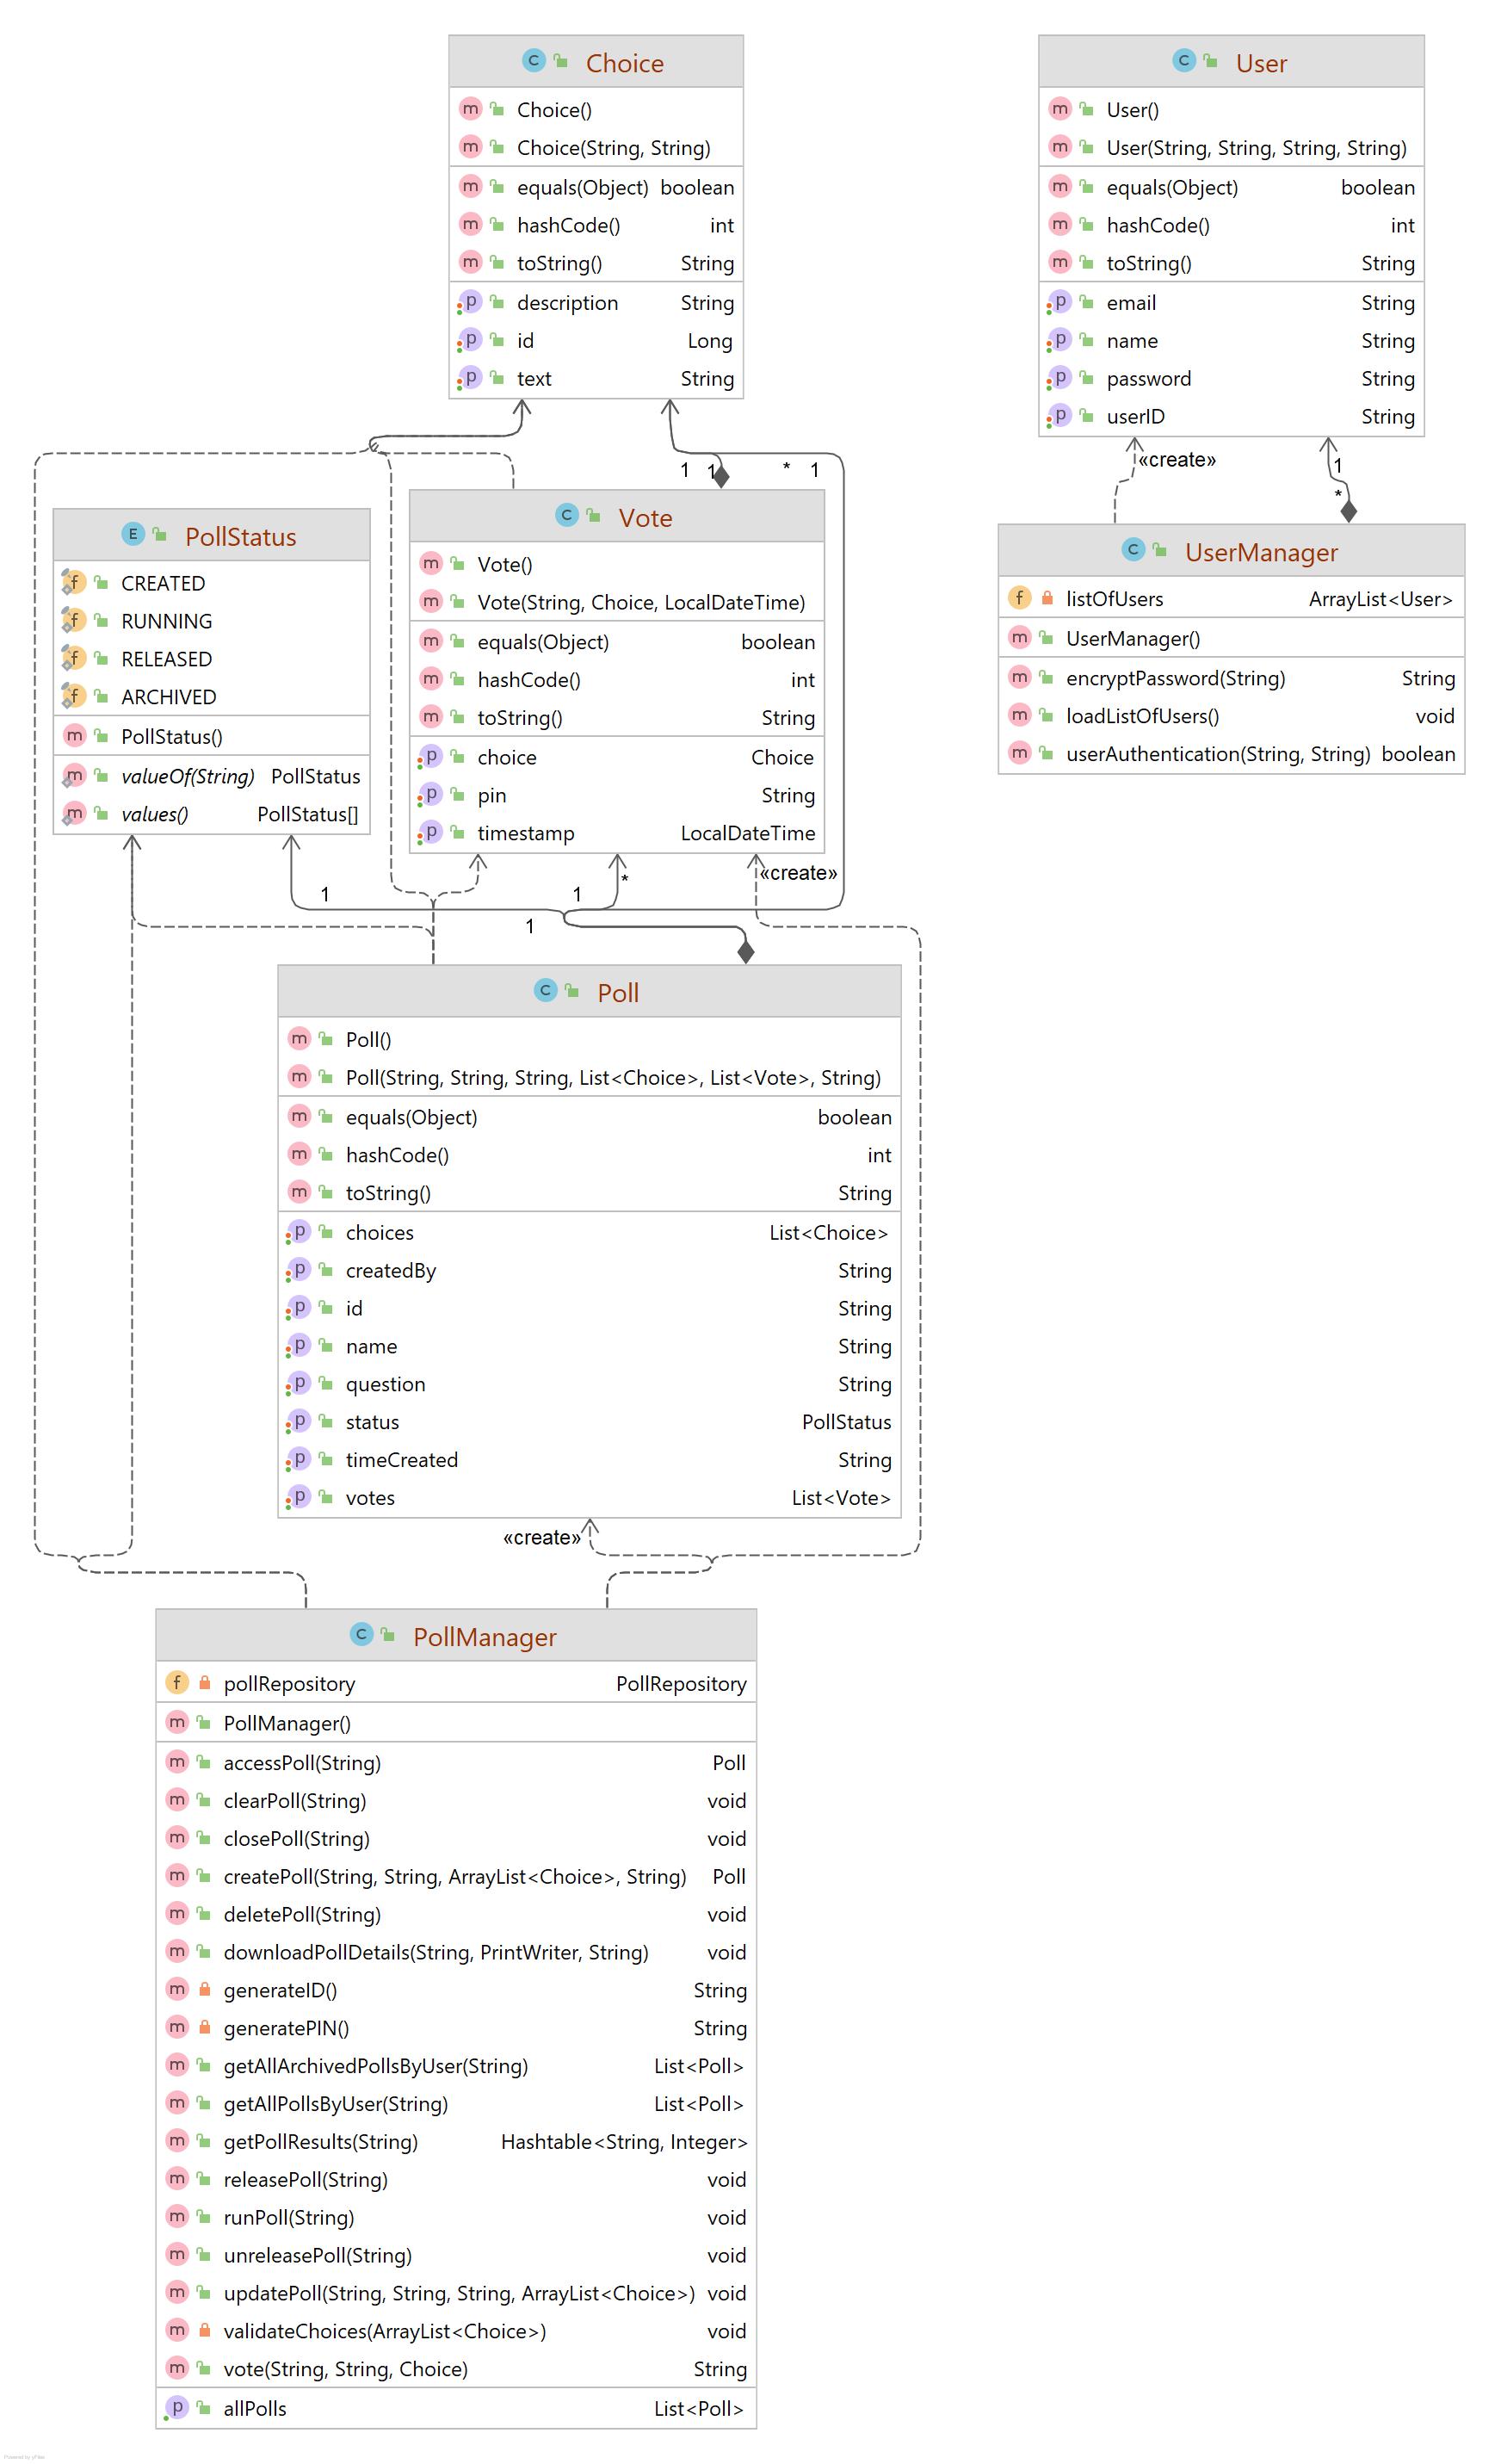 Choice
Choice()
Choice(String, String)
equals(Object) boolean
hashCode() int
toString() String
description String
id Long
text String
User
User()
User(String, String, String, String)
equals(Object) boolean
hashCode() int
toString() String
email String
name String
password String
userID String
«create»
1
*
1
1
*
1
PollStatus
CREATED
RUNNING
RELEASED
ARCHIVED
PollStatus()
valueOf(String) PollStatus
values() PollStatus[]
Vote
Vote()
Vote(String, Choice, LocalDateTime)
equals(Object) boolean
hashCode() int
toString() String
choice Choice
pin String
timestamp LocalDateTime
UserManager
listOfUsers ArrayList<User>
UserManager()
encryptPassword(String) String
loadListOfUsers() void
userAuthentication(String, String) boolean
«create»
1
1
*
1
Poll
Poll()
Poll(String, String, String, List<Choice>, List<Vote>, String)
equals(Object) boolean
hashCode() int
toString() String
choices List<Choice>
createdBy String
id String
name String
question String
status PollStatus
timeCreated String
votes List<Vote>
«create»
PollManager
pollRepository PollRepository
PollManager()
accessPoll(String) Poll
clearPoll(String) void
closePoll(String) void
createPoll(String, String, ArrayList<Choice>, String) Poll
deletePoll(String) void
downloadPollDetails(String, PrintWriter, String) void
generateID() String
generatePIN() String
getAllArchivedPollsByUser(String) List<Poll>
getAllPollsByUser(String) List<Poll>
getPollResults(String) Hashtable<String, Integer>
releasePoll(String) void
runPoll(String) void
unreleasePoll(String) void
updatePoll(String, String, String, ArrayList<Choice>) void
validateChoices(ArrayList<Choice>) void
vote(String, String, Choice) String
allPolls List<Poll>
Powered by yFiles